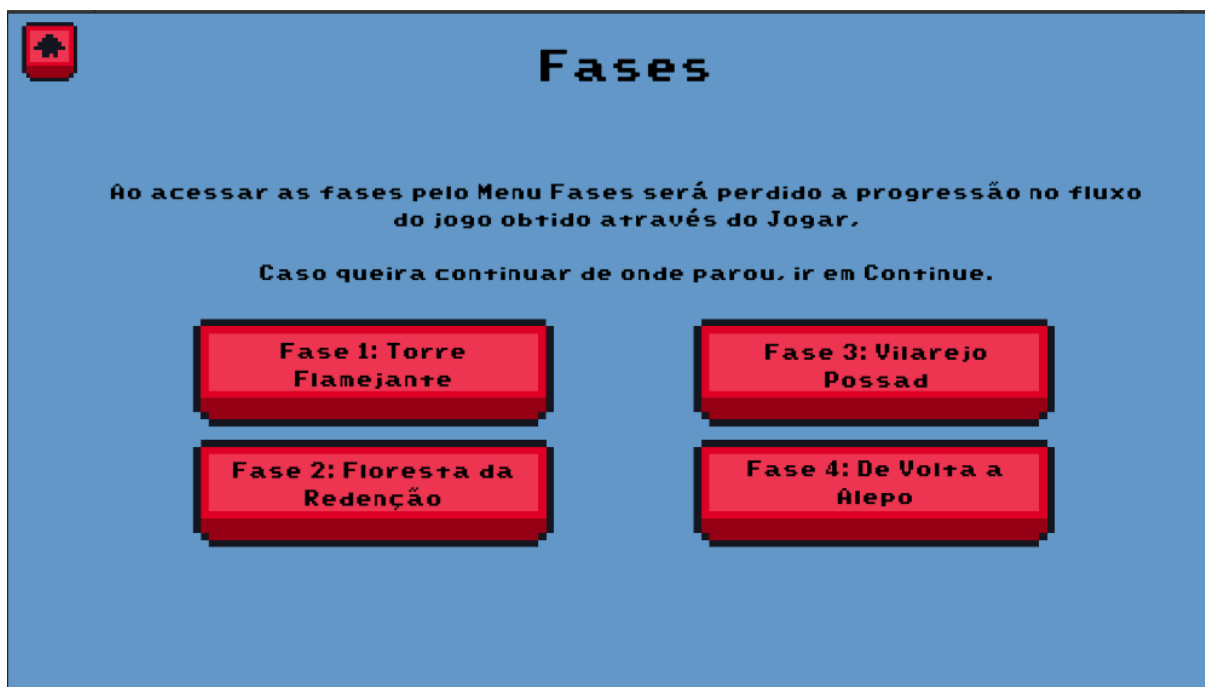 Fases
Ao acessar as fases pelo Menu Fases será perdido a progressão no fluxo
do jogo obtido através do Jogar,
Caso queira continuar de onde parou, ir em Continue.
Fase 1: Torre
Flamejante
Fase 3: Vilarejo
Possad
Fase 2: Floresta da
Redenção
Fase 4: De Volta a
Alepo